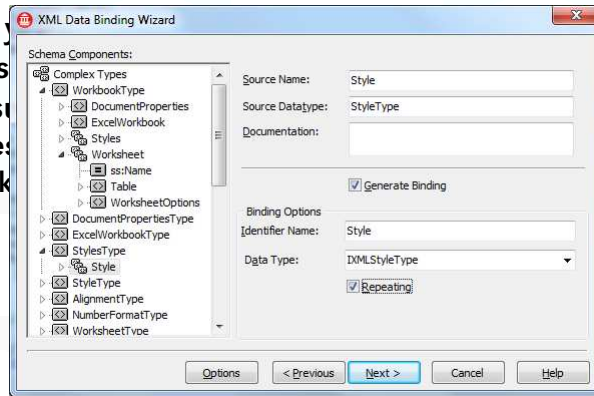 XML Data Binding Wizard
Schema Components:
Complex Types
WorkbookType
DocumentProperties
ExcelWorkbook
Styles
Worksheet
ss:Name
Table
WorksheetOptions
DocumentPropertiesType
ExcelWorkbookType
StylesType
Style
StyleType
AlignmentType
NumberFormatType
WorksheetType
Source Name: Style
Source Datatype: StyleType
Documentation:
Generate Binding
Binding Options
Identifier Name: Style
Data Type: IXMLStyleType
Repeating
Options < Previous Next > Cancel Help